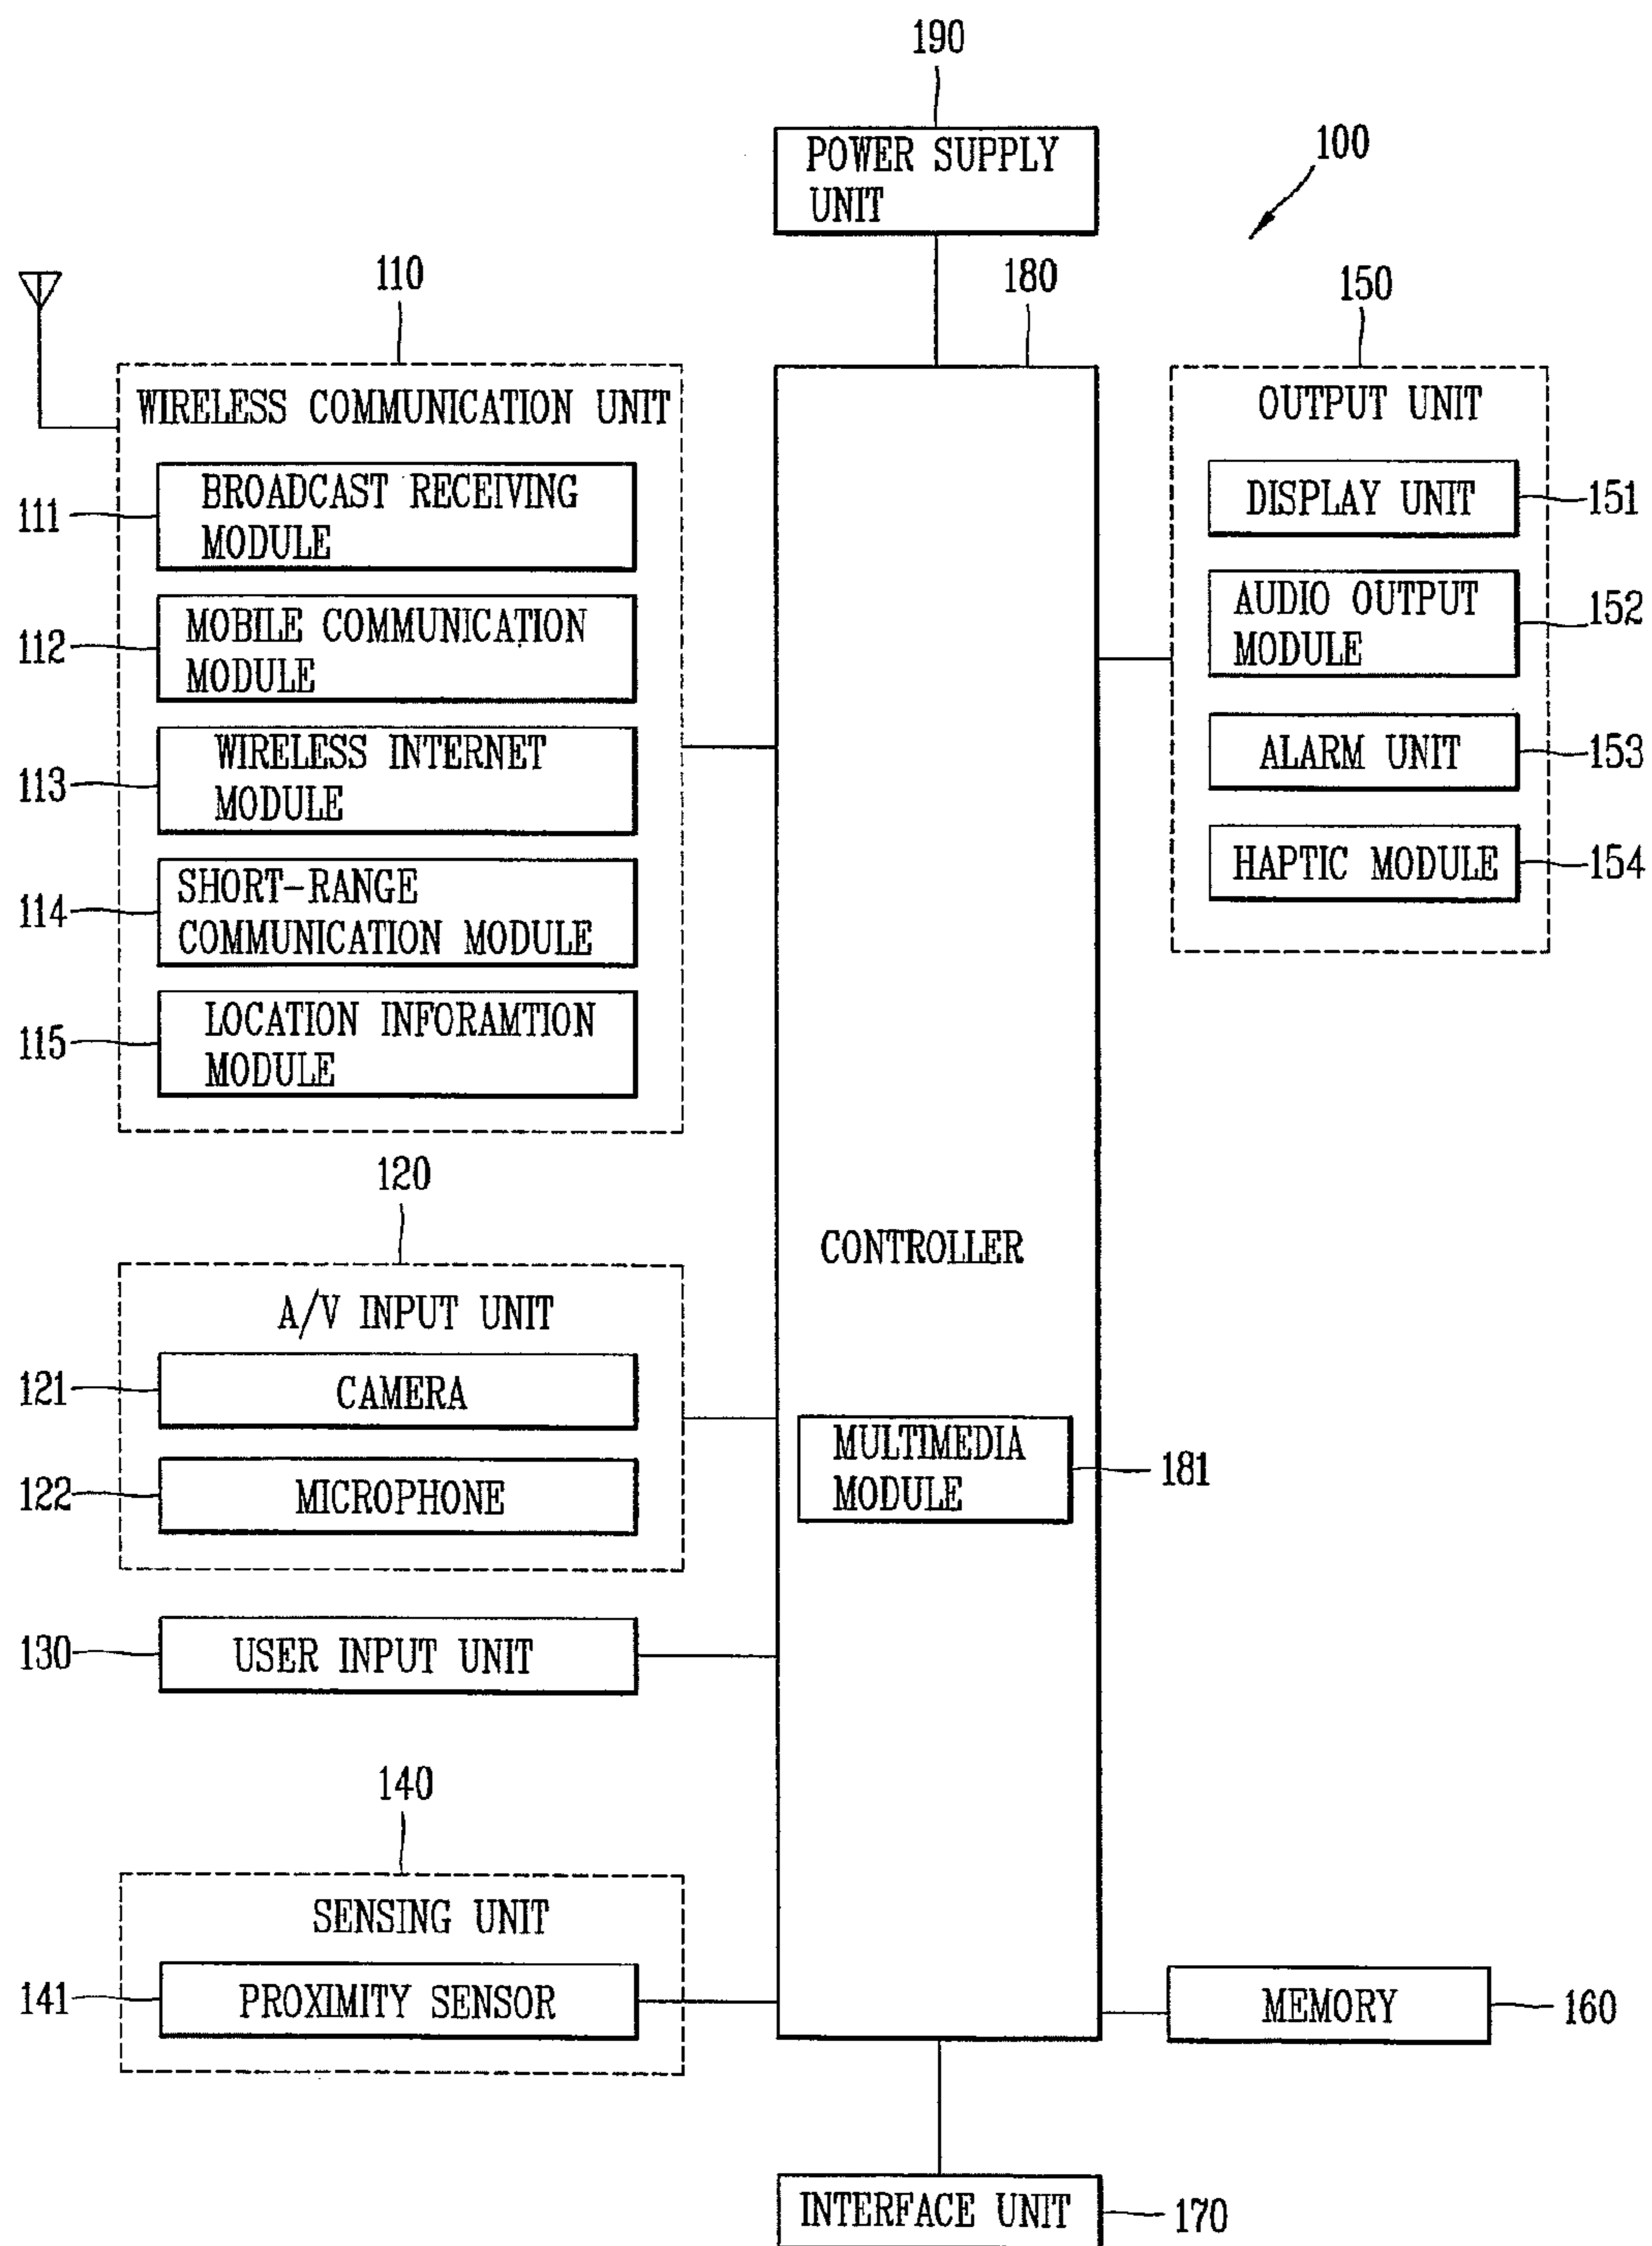 190
POWER SUPPLY
UNIT
100
110
180
150
WIRELESS COMMUNICATION UNIT
111
BROADCAST RECEIVING
MODULE
112
MOBILE COMMUNICATION
MODULE
113
WIRELESS INTERNET
MODULE
114
SHORT-RANGE
COMMUNICATION MODULE
115
LOCATION INFORAMTION
MODULE
OUTPUT UNIT
DISPLAY UNIT
151
AUDIO OUTPUT
MODULE
152
ALARM UNIT
153
HAPTIC MODULE
154
120
A/V INPUT UNIT
121
CAMERA
122
MICROPHONE
CONTROLLER
MULTIMEDIA
MODULE
181
130
USER INPUT UNIT
140
SENSING UNIT
141
PROXIMITY SENSOR
MEMORY
160
INTERFACE UNIT
170